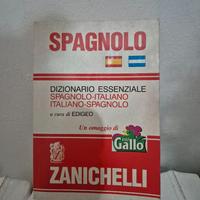 SPAGNOLO
DIZIONARIO ESSENZIALE
SPAGNOLO-ITALIANO
ITALIANO-SPAGNOLO
a cura di EDIGEO
Un omaggio di
Gallo
ZANICHELLI